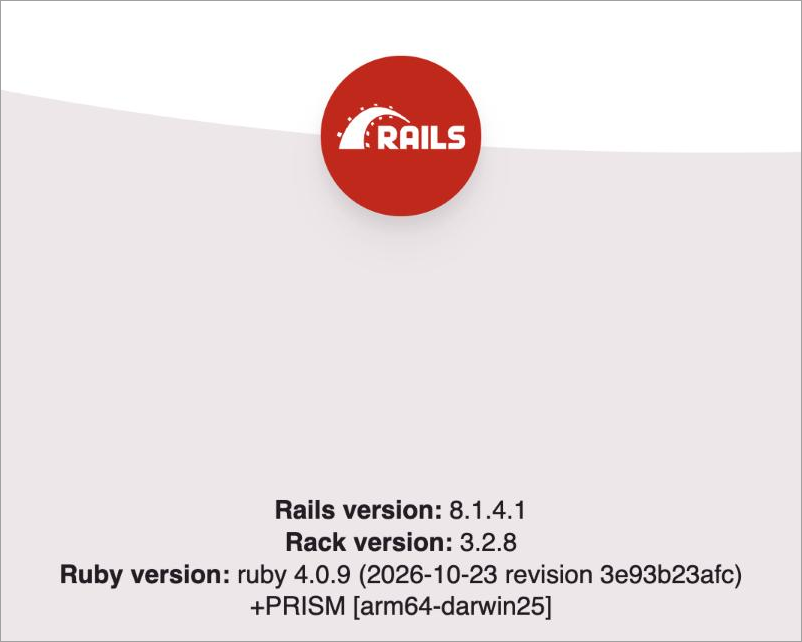 RAILS
Rails version: 8.1.4.1
Rack version: 3.2.8
Ruby version: ruby 4.0.9 (2026-10-23 revision 3e93b23afc)
+PRISM [arm64-darwin25]